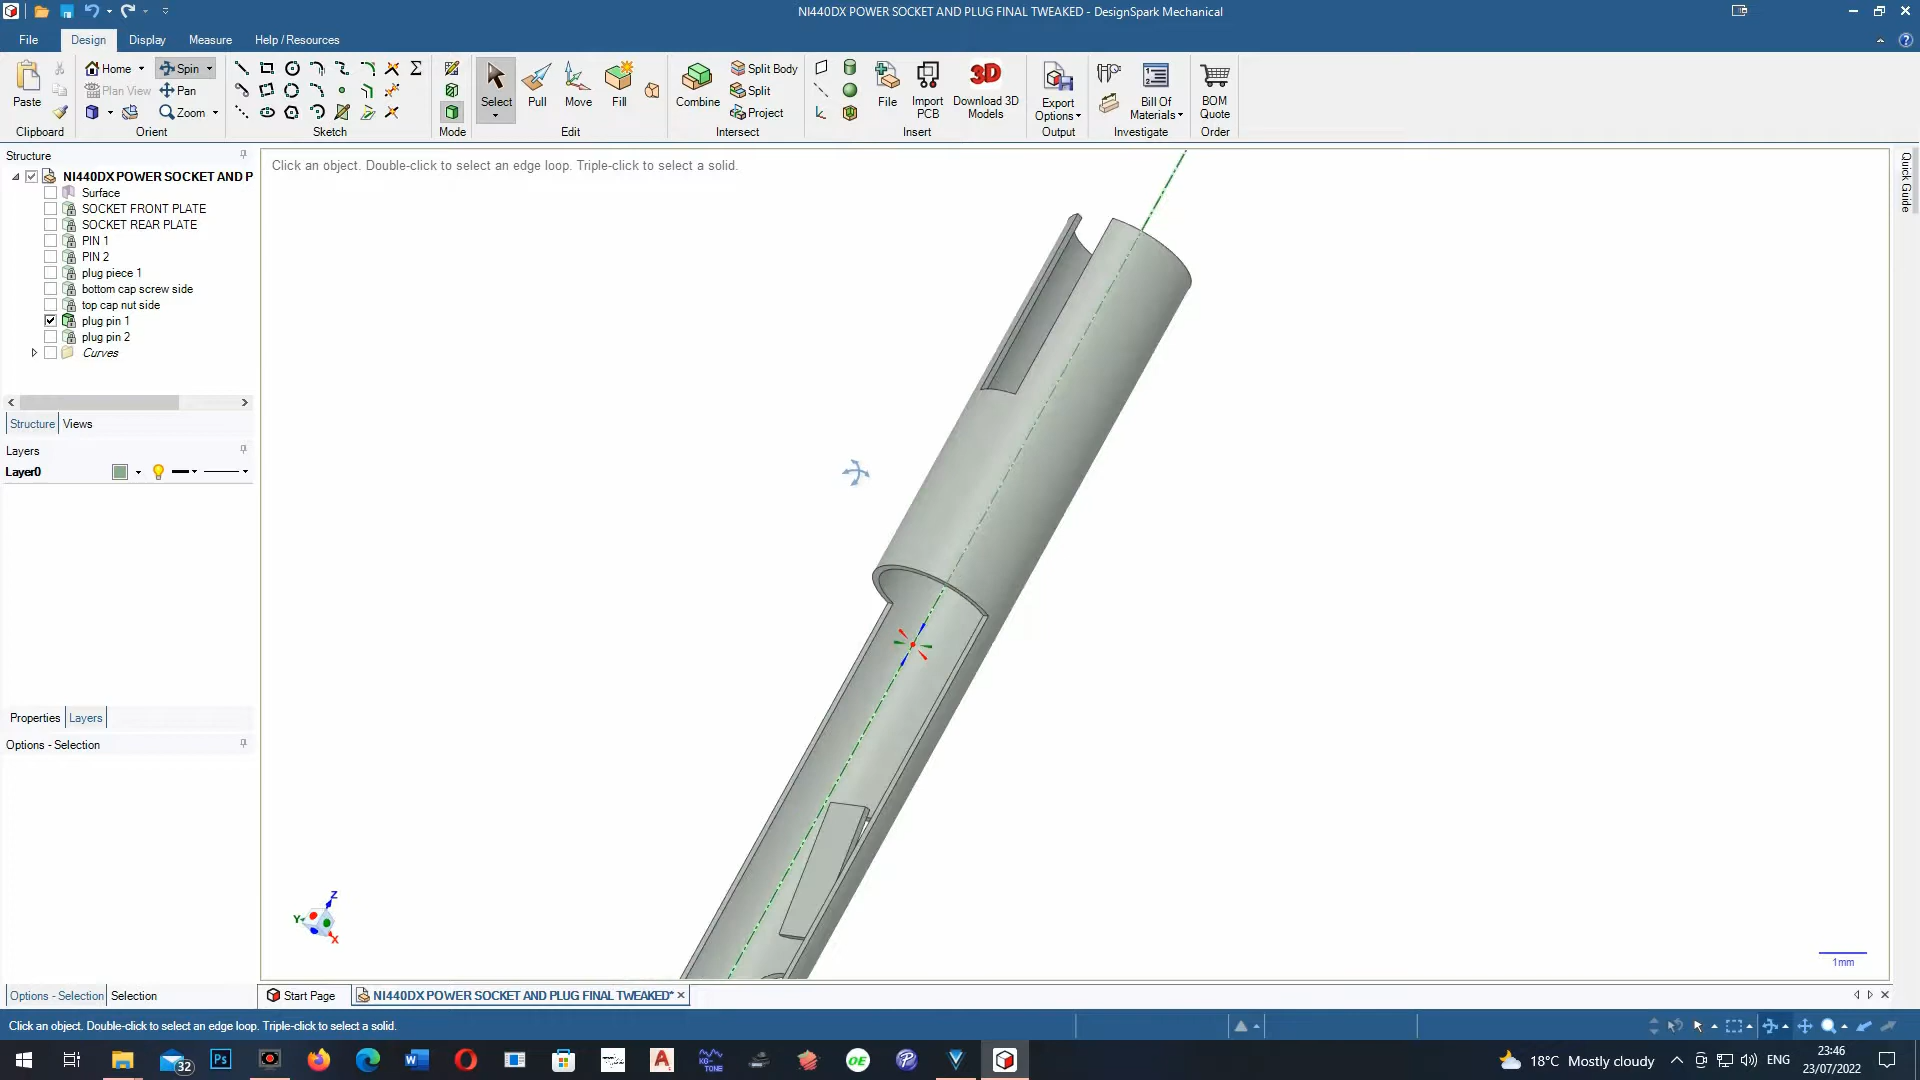 NI440DX POWER SOCKET AND PLUG FINAL TWEAKED - DesignSpark Mechanical
File Design Display Measure Help / Resources
Paste
Clipboard
Home Spin
Plan View Pan
Zoom
Orient
Sketch
Mode
Select Pull Move Fill
Edit
Combine
Split Body
Split
Project
Intersect
File
Import PCB
3D
Download 3D Models
Insert
Export Options
Output
Bill Of Materials
Investigate
BOM Quote
Order
Structure
NI440DX POWER SOCKET AND P
Surface
SOCKET FRONT PLATE
SOCKET REAR PLATE
PIN 1
PIN 2
plug piece 1
bottom cap screw side
top cap nut side
plug pin 1
plug pin 2
Curves
Structure Views
Layers
Layer0
Properties Layers
Options - Selection
Options - Selection Selection
Click an object. Double-click to select an edge loop. Triple-click to select a solid.
Quick Guide
Z
Y
X
1mm
Start Page NI440DX POWER SOCKET AND PLUG FINAL TWEAKED*
Click an object. Double-click to select an edge loop. Triple-click to select a solid.
32
Ps
W
A
KG-TONE
OE
P
V
18°C Mostly cloudy
ENG
23:46
23/07/2022